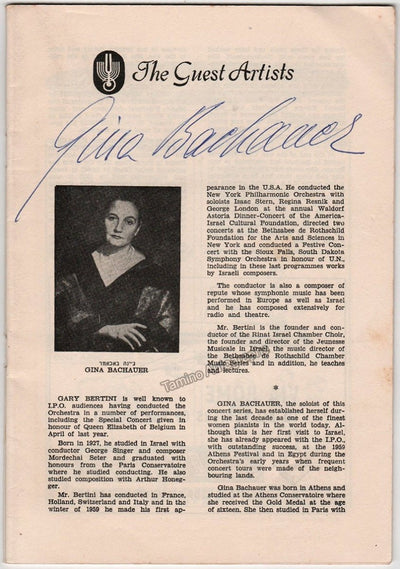 The Guest Artists
Gina Bachauer
ג'ינה בכאואר
GINA BACHAUER
GARY BERTINI is well known to
I.P.O. audiences having conducted the
Orchestra in a number of performances,
including the Special Concert given in
honour of Queen Elizabeth of Belgium in
April of last year.
Born in 1927, he studied in Israel with
conductor George Singer and composer
Mordechai Seter and graduated with
honours from the Paris Conservatoire
where he studied conducting. He also
studied composition with Arthur Honeg-
ger.
Mr. Bertini has conducted in France,
Holland, Switzerland and Italy and in the
winter of 1959 he made his first ap-
pearance in the U.S.A. He conducted the
New York Philharmonic Orchestra with
soloists Isaac Stern, Regina Resnik and
George London at the annual Waldorf
Astoria Dinner-Concert of the America-
Israel Cultural Foundation, directed two
concerts at the Bethsabee de Rothschild
Foundation for the Arts and Sciences in
New York and conducted a Festive Con-
cert with the Sioux Falls, South Dakota
Symphony Orchestra in honour of U.N.,
including in these last programmes works
by Israeli composers.
The conductor is also a composer of
repute whose symphonic music has been
performed in Europe as well as Israel
and he has composed extensively for
radio and theatre.
Mr. Bertini is the founder and con-
ductor of the Rinat Israel Chamber Choir,
the founder and director of the Jeunesse
Musicale in Israel, the music director of
the Bethsabee de Rothschild Chamber
Music Series and in addition, he teaches
and lectures.
*
GINA BACHAUER, the soloist of this
concert series, has established herself dur-
ing the last decade as one of the finest
women pianists in the world today. Al-
though this is her first visit to Israel,
she has already appeared with the I.P.O.,
with outstanding success, at the 1959
Athens Festival and in Egypt during the
Orchestra's early years when frequent
concert tours were made of the neigh-
bouring lands.
Gina Bachauer was born in Athens and
studied at the Athens Conservatoire where
she received the Gold Medal at the age
of sixteen. She then studied in Paris with